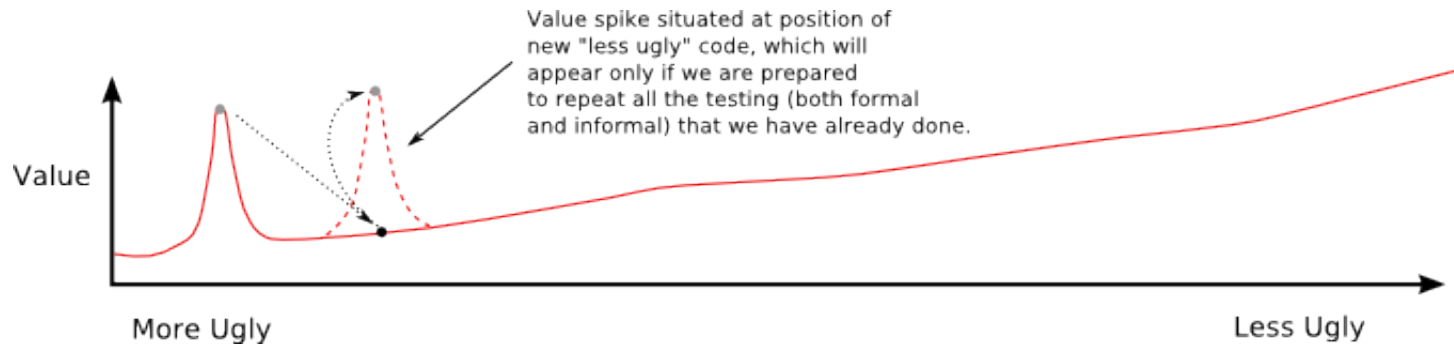 Value spike situated at position of
new "less ugly" code, which will
appear only if we are prepared
to repeat all the testing (both formal
and informal) that we have already done.
Value
More Ugly
Less Ugly